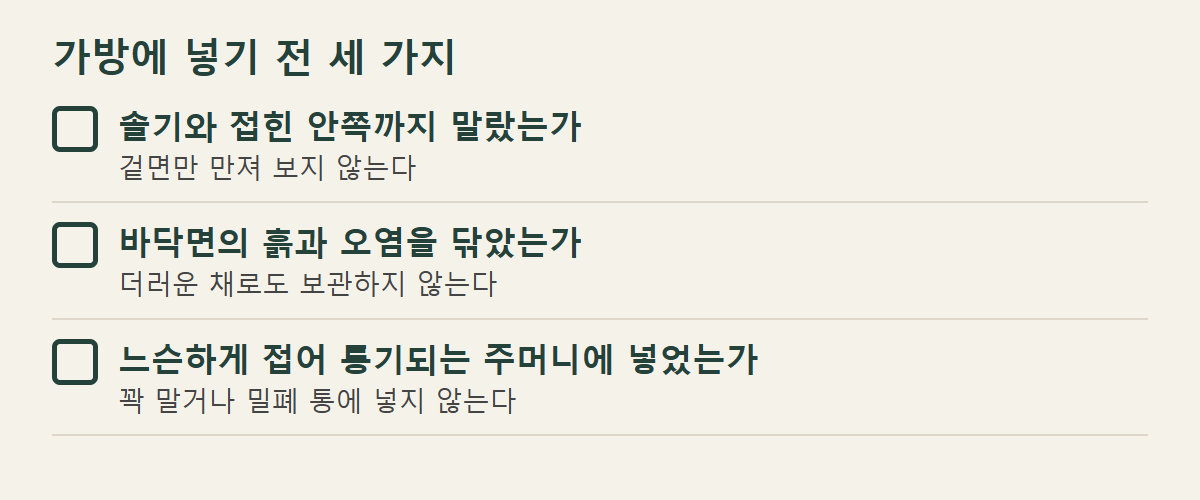 가방에 넣기 전 세 가지
솔기와 접힌 안쪽까지 말랐는가
겉면만 만져 보지 않는다
바닥면의 흙과 오염을 닦았는가
더러운 채로도 보관하지 않는다
느슨하게 접어 통기되는 주머니에 넣었는가
꽉 말거나 밀폐 통에 넣지 않는다